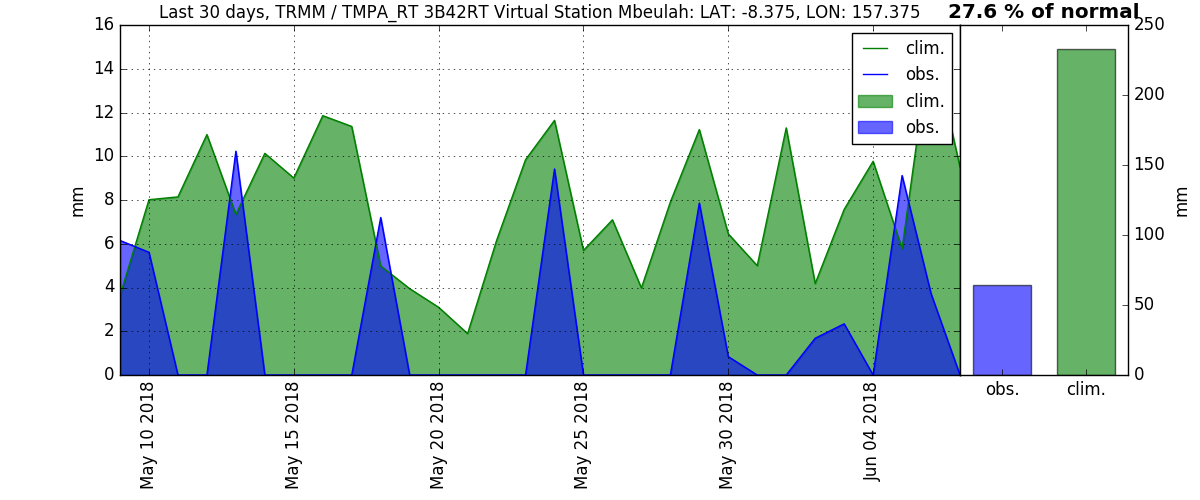 Last 30 days, TRMM / TMPA_RT 3B42RT Virtual Station Mbeulah: LAT: -8.375, LON: 157.375
27.6 % of normal
16
14
12
10
8
6
4
2
0
mm
clim.
obs.
clim.
obs.
250
200
150
100
50
0
mm
May 10 2018
May 15 2018
May 20 2018
May 25 2018
May 30 2018
Jun 04 2018
obs.
clim.